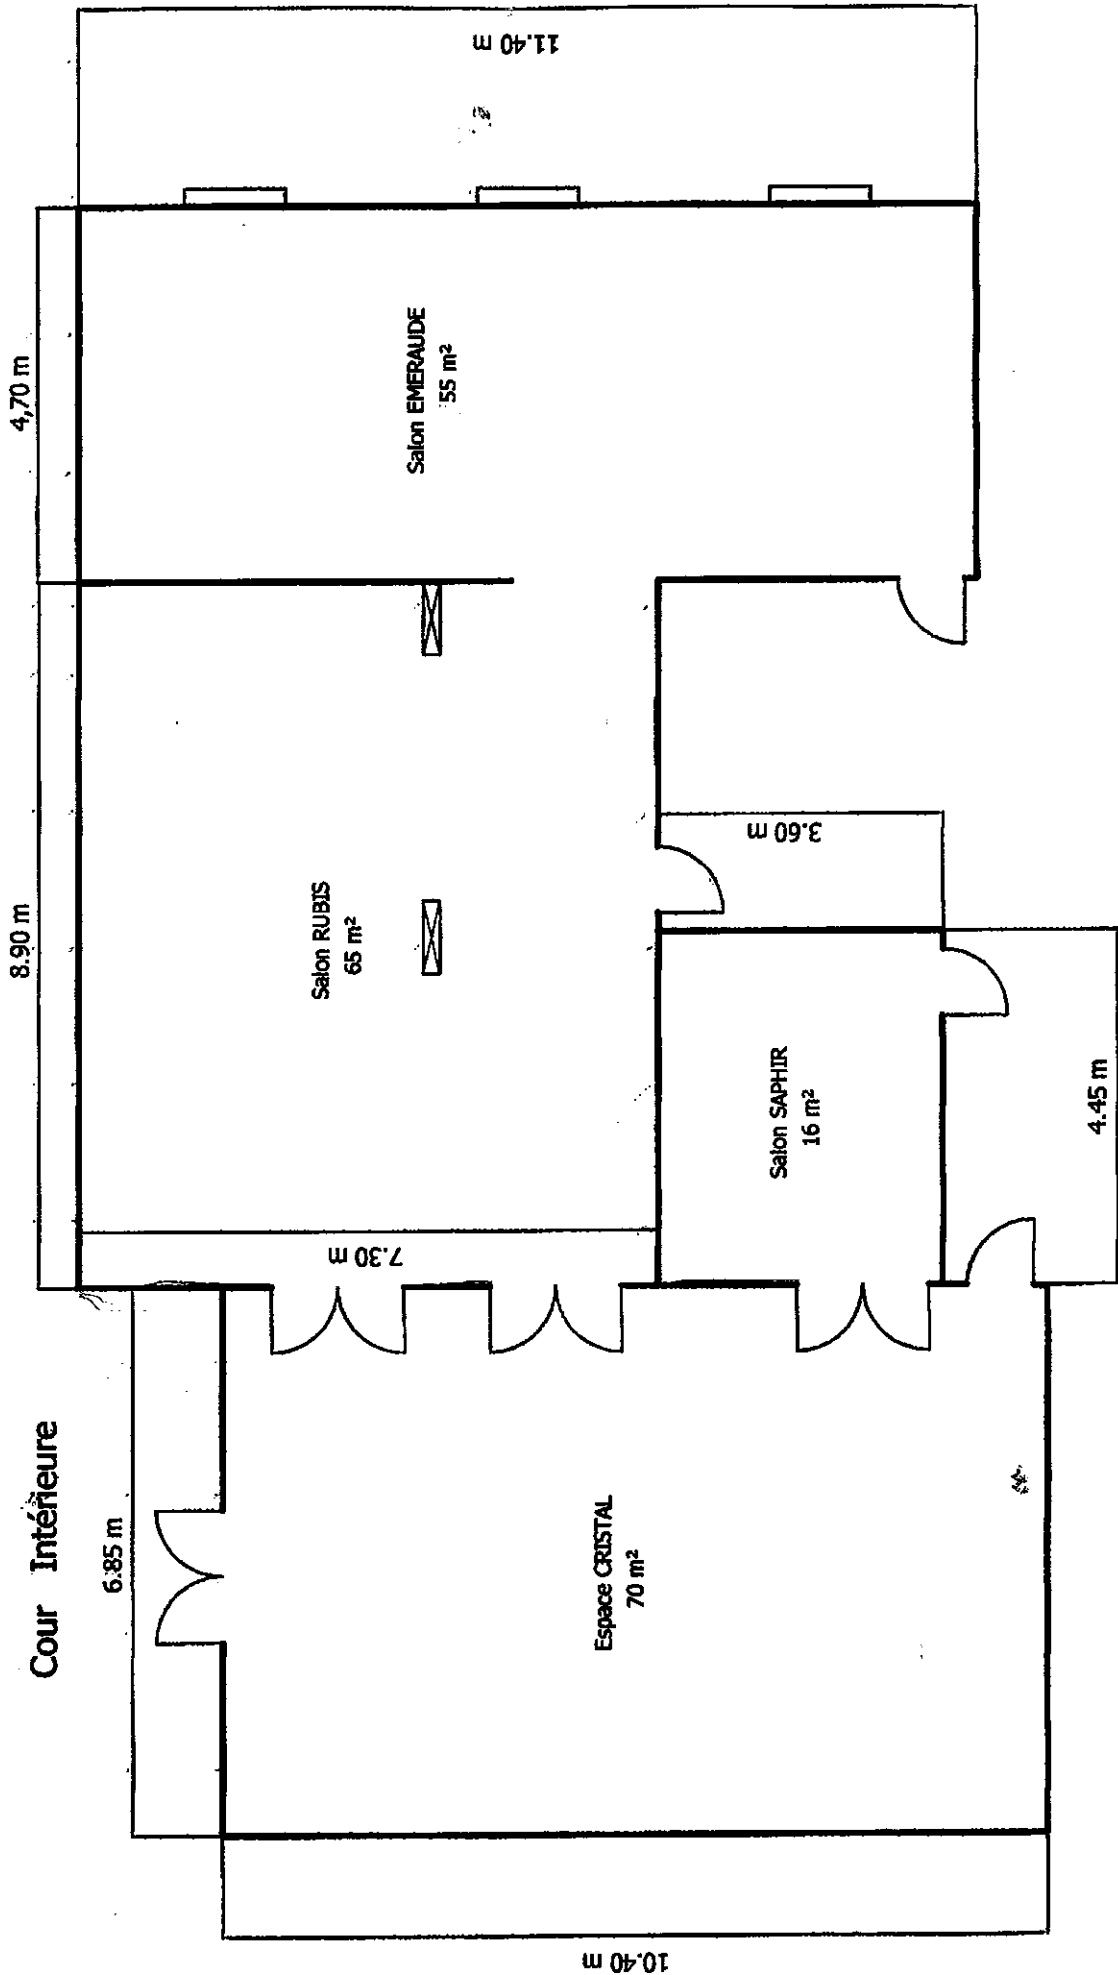 Cour Intérieure
6.85 m
8.90 m
4,70 m
11.40 m
10.40 m
7.30 m
3.60 m
4.45 m
Espace CRISTAL
70 m²
Salon RUBIS
65 m²
Salon EMERAUDE
55 m²
Salon SAPHIR
16 m²